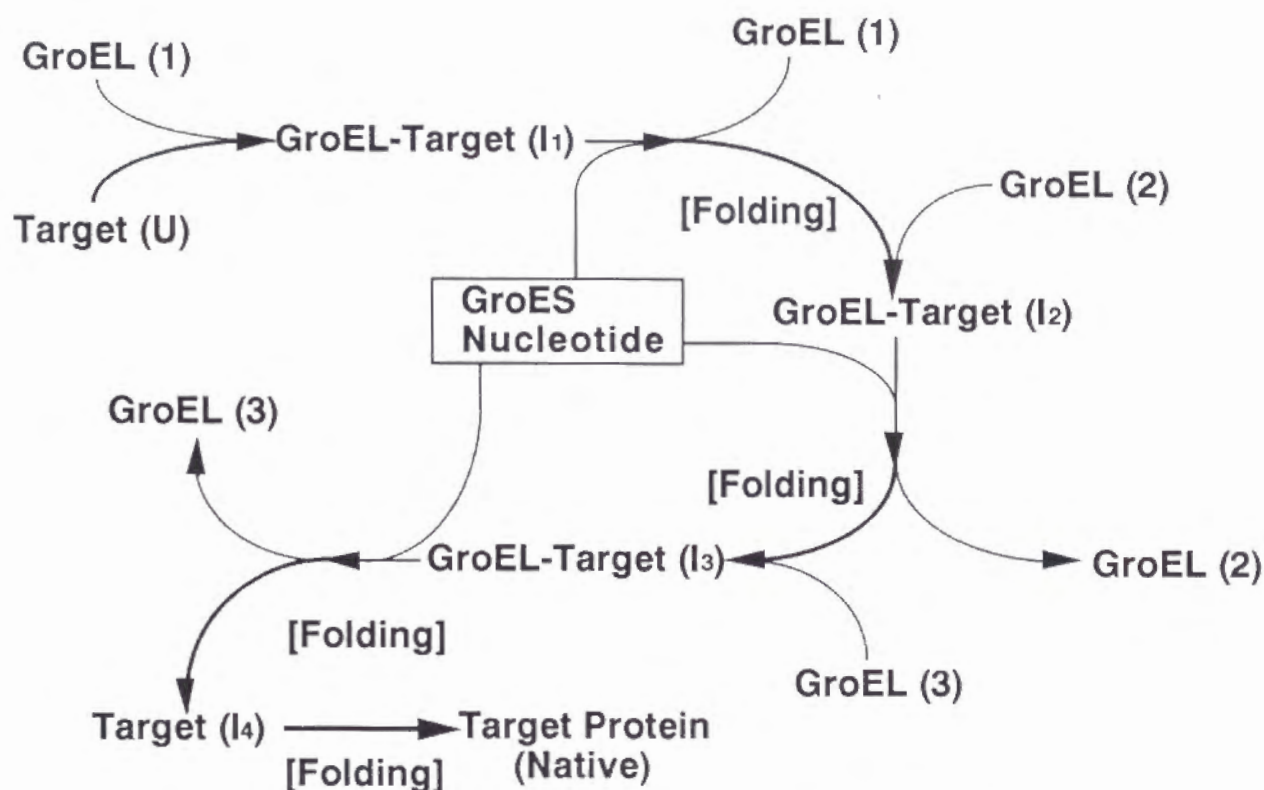 GroEL (1)
GroEL (1)
GroEL-Target (I1)
Target (U)
[Folding]
GroEL (2)
GroES
Nucleotide
GroEL-Target (I2)
GroEL (3)
[Folding]
GroEL-Target (I3)
GroEL (2)
[Folding]
GroEL (3)
Target (I4)
Target Protein
(Native)
[Folding]